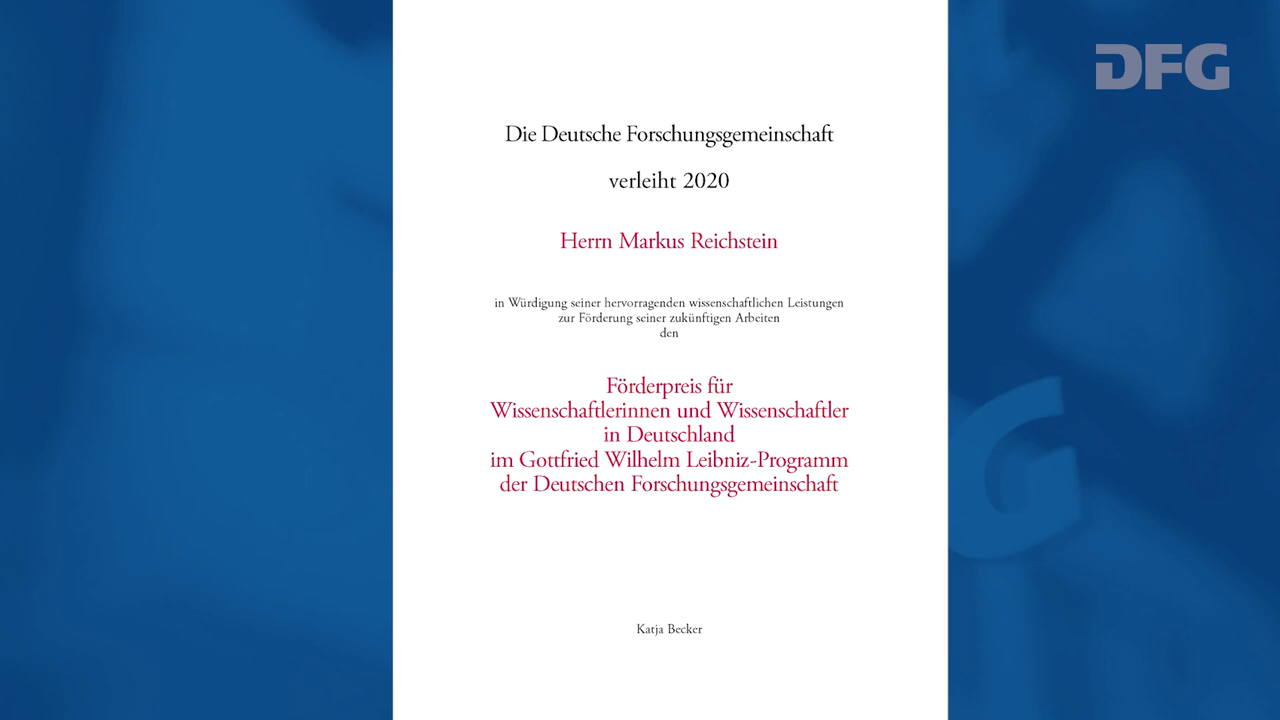 DFG
Die Deutsche Forschungsgemeinschaft
verleiht 2020
Herrn Markus Reichstein
in Würdigung seiner hervorragenden wissenschaftlichen Leistungen
zur Förderung seiner zukünftigen Arbeiten
den
Förderpreis für
Wissenschaftlerinnen und Wissenschaftler
in Deutschland
im Gottfried Wilhelm Leibniz-Programm
der Deutschen Forschungsgemeinschaft
G
Katja Becker